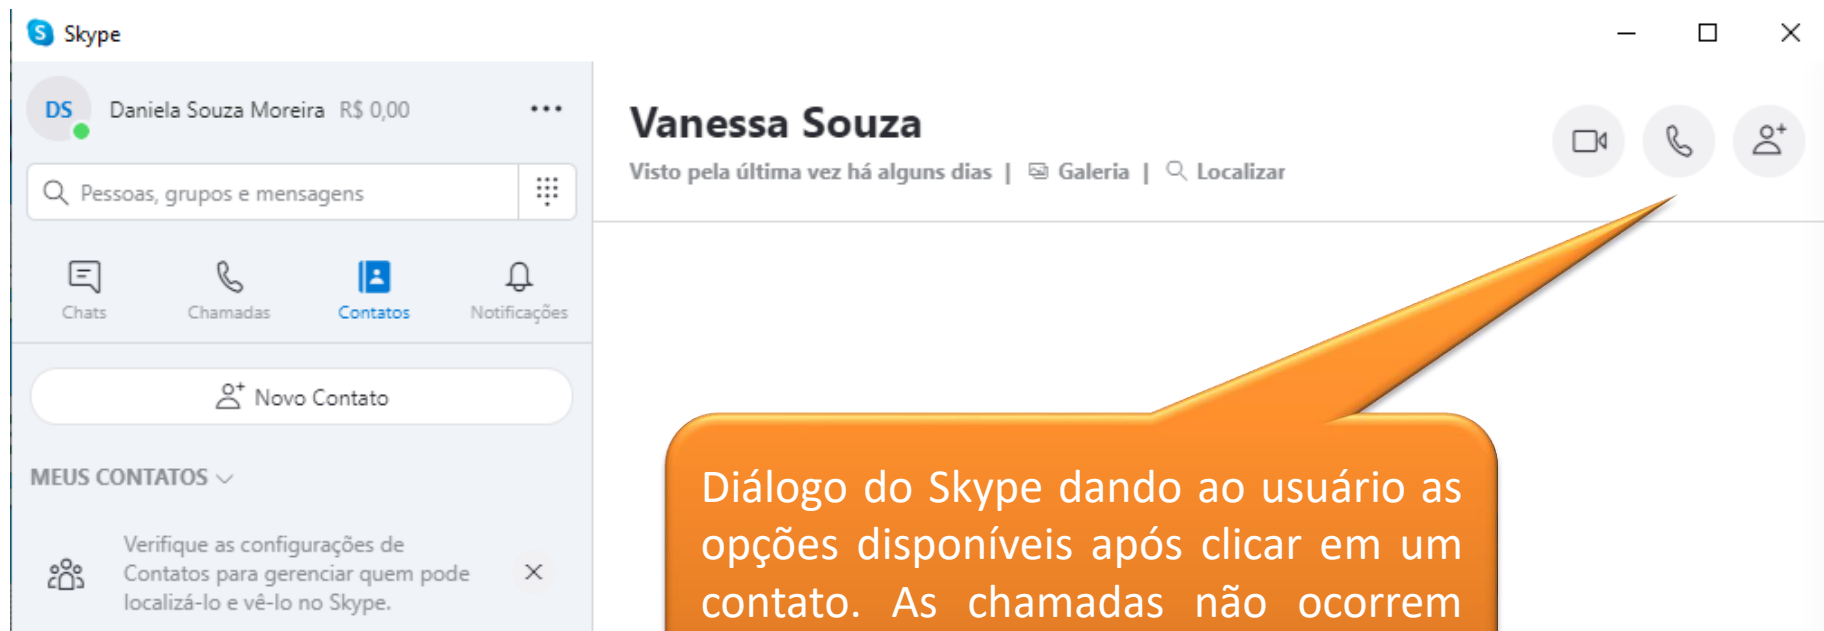 Skype
DS Daniela Souza Moreira R$ 0,00
Pessoas, grupos e mensagens
Chats Chamadas Contatos Notificações
Novo Contato
MEUS CONTATOS
Verifique as configurações de
Contatos para gerenciar quem pode
localizá-lo e vê-lo no Skype.
Vanessa Souza
Visto pela última vez há alguns dias | Galeria | Localizar
Diálogo do Skype dando ao usuário as
opções disponíveis após clicar em um
contato. As chamadas não ocorrem